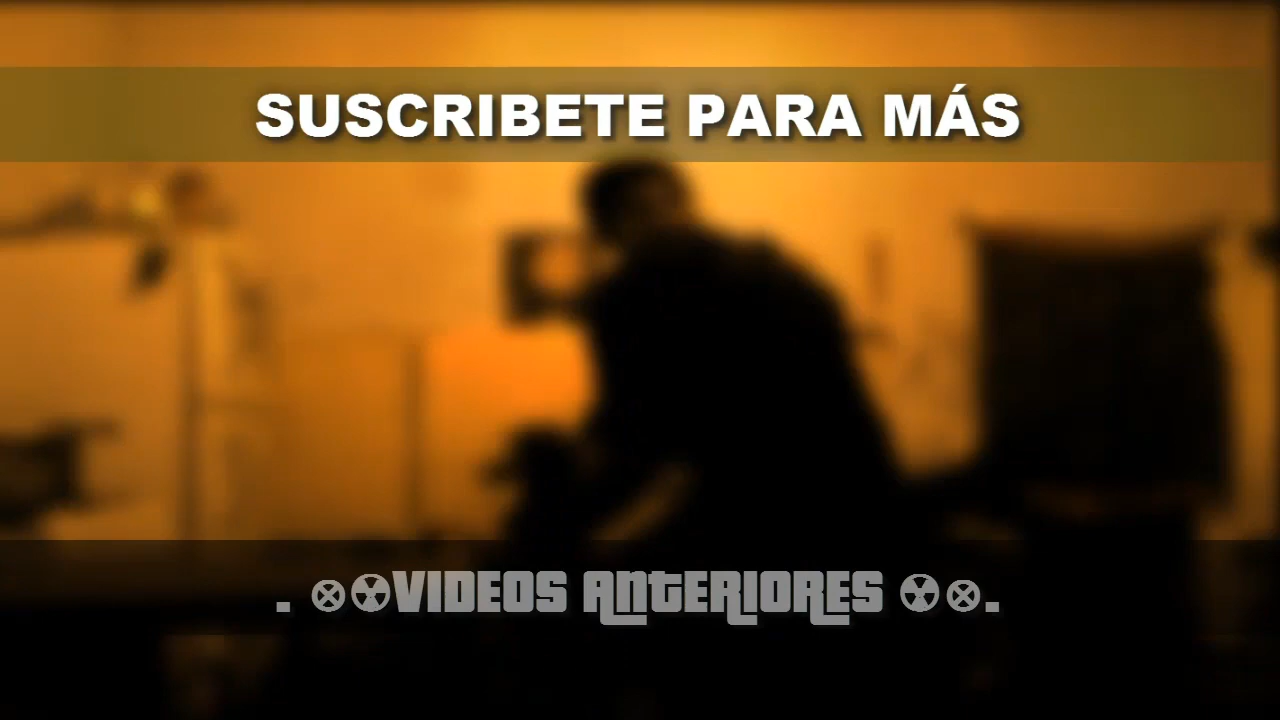 SUSCRIBETE PARA MÁS
. ⊗☢VIDEOS ANTERIORES ☢⊗.